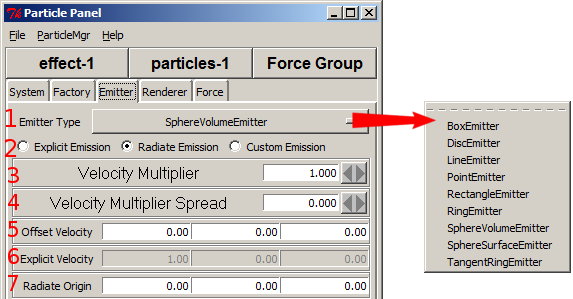 Particle Panel
File ParticleMgr Help
effect-1 particles-1 Force Group
System Factory Emitter Renderer Force
1 Emitter Type SphereVolumeEmitter
2 Explicit Emission Radiate Emission Custom Emission
3 Velocity Multiplier 1.000
4 Velocity Multiplier Spread 0.000
5 Offset Velocity 0.00 0.00 0.00
6 Explicit Velocity 1.00 0.00 0.00
7 Radiate Origin 0.00 0.00 0.00
BoxEmitter
DiscEmitter
LineEmitter
PointEmitter
RectangleEmitter
RingEmitter
SphereVolumeEmitter
SphereSurfaceEmitter
TangentRingEmitter